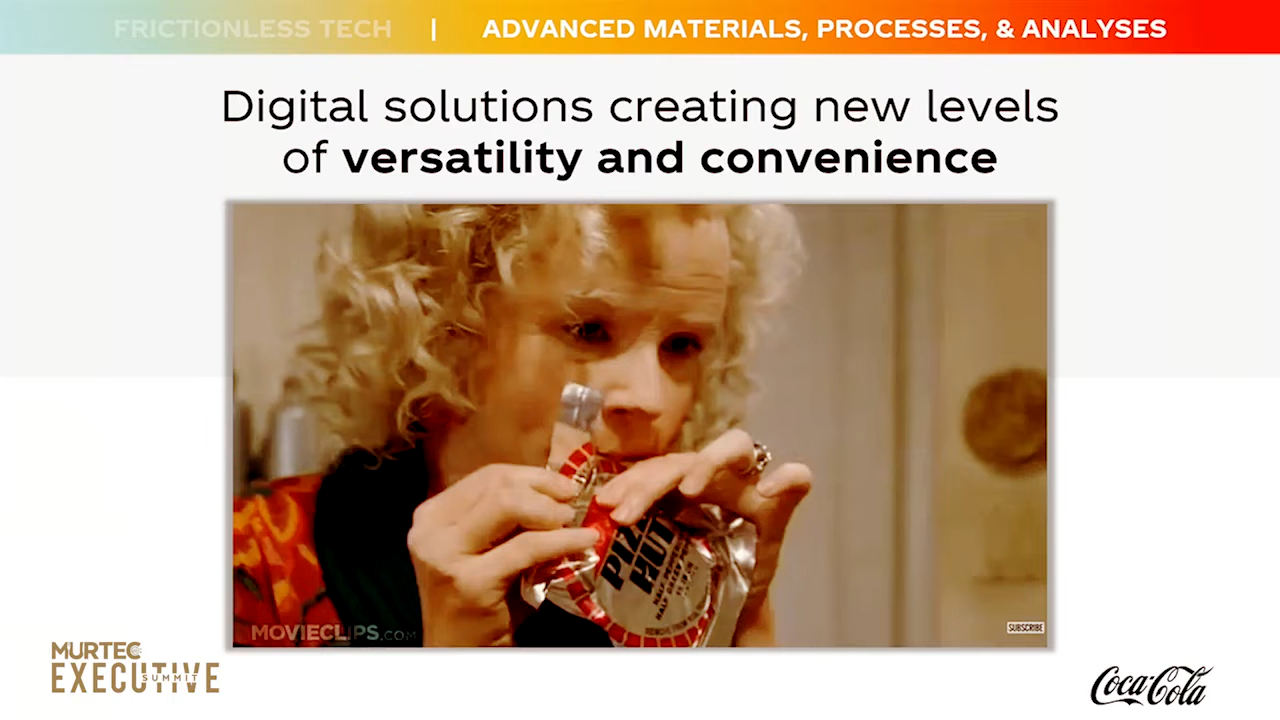 FRICTIONLESS TECH | ADVANCED MATERIALS, PROCESSES, & ANALYSES
Digital solutions creating new levels
of versatility and convenience
PIZZA
HUT
MOVIECLIPS.COM
SUBSCRIBE
MURTEC
EXECUTIVE
SUMMIT
Coca-Cola